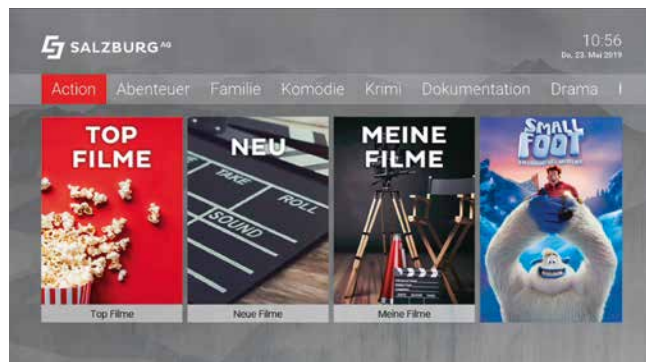 SALZBURG AG
10:56
Do, 23. Mai 2019
Action Abenteuer Familie Komödie Krimi Dokumentation Drama
TOP
FILME
NEU
TAKE ROLL
SOUND
MEINE
FILME
SMALL
FOOT
Top Filme
Neue Filme
Meine Filme